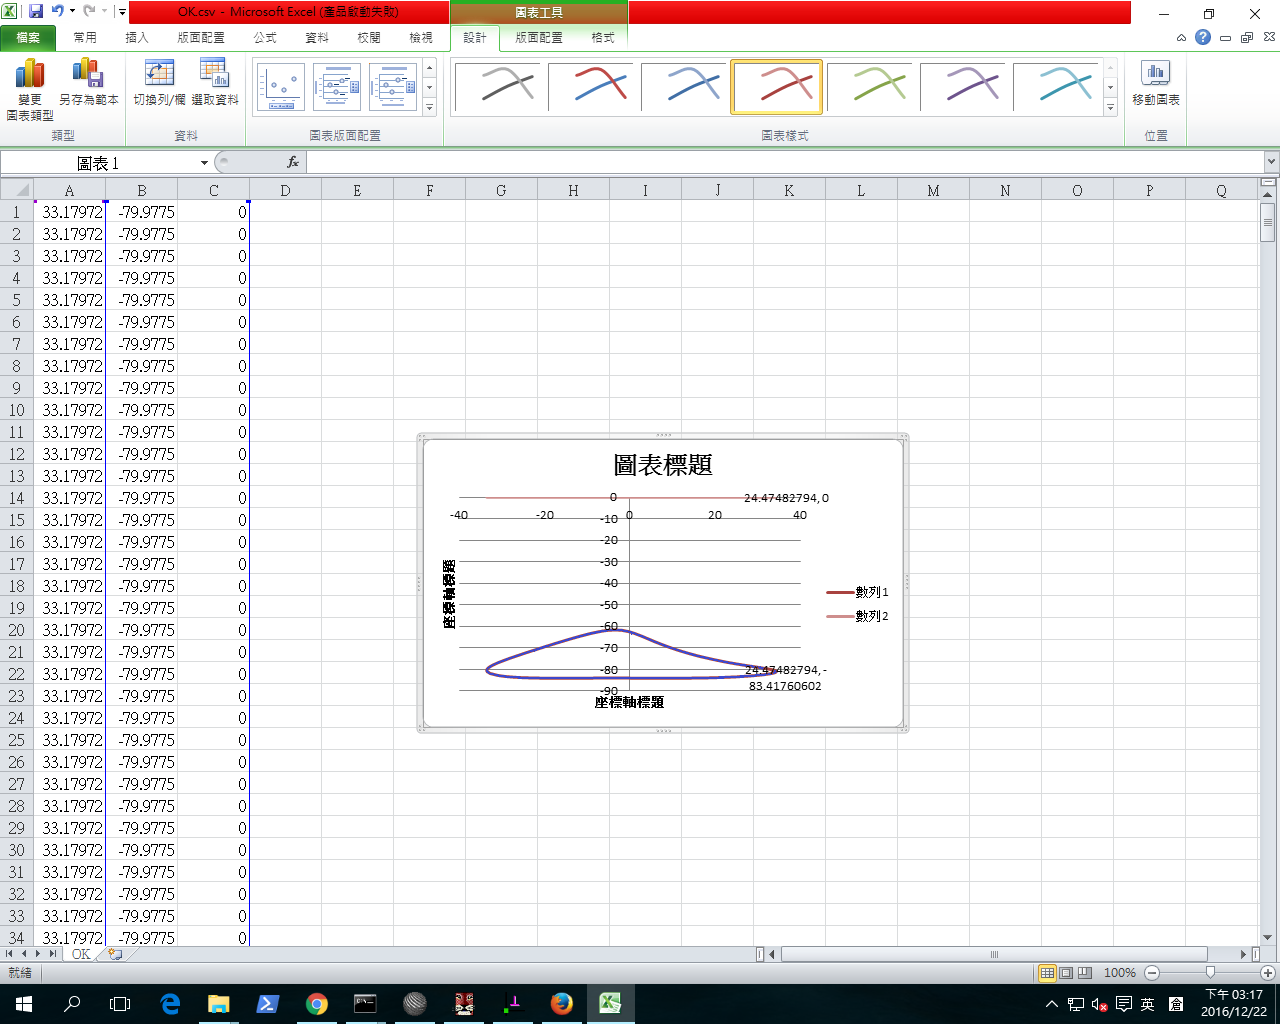 OK.csv - Microsoft Excel (產品啟動失敗)
圖表工具
檔案 常用 插入 版面配置 公式 資料 校閱 檢視 設計 版面配置 格式
變更
圖表類型
另存為範本
切換列/欄
選取資料
移動圖表
類型
資料
圖表版面配置
圖表樣式
位置
圖表 1
fx
A B C D E F G H I J K L M N O P Q
1 33.17972 -79.9775 0
2 33.17972 -79.9775 0
3 33.17972 -79.9775 0
4 33.17972 -79.9775 0
5 33.17972 -79.9775 0
6 33.17972 -79.9775 0
7 33.17972 -79.9775 0
8 33.17972 -79.9775 0
9 33.17972 -79.9775 0
10 33.17972 -79.9775 0
11 33.17972 -79.9775 0
12 33.17972 -79.9775 0
13 33.17972 -79.9775 0
14 33.17972 -79.9775 0
15 33.17972 -79.9775 0
16 33.17972 -79.9775 0
17 33.17972 -79.9775 0
18 33.17972 -79.9775 0
19 33.17972 -79.9775 0
20 33.17972 -79.9775 0
21 33.17972 -79.9775 0
22 33.17972 -79.9775 0
23 33.17972 -79.9775 0
24 33.17972 -79.9775 0
25 33.17972 -79.9775 0
26 33.17972 -79.9775 0
27 33.17972 -79.9775 0
28 33.17972 -79.9775 0
29 33.17972 -79.9775 0
30 33.17972 -79.9775 0
31 33.17972 -79.9775 0
32 33.17972 -79.9775 0
33 33.17972 -79.9775 0
34 33.17972 -79.9775 0
圖表標題
0
24.47482794, 0
-40 -20 0 20 40
-10
-20
-30
-40
-50
-60
-70
-80
-90
座標軸標題
數列1
數列2
24.47482794, -
83.41760602
座標軸標題
OK
就緒
100%
英
倉
下午 03:17
2016/12/22